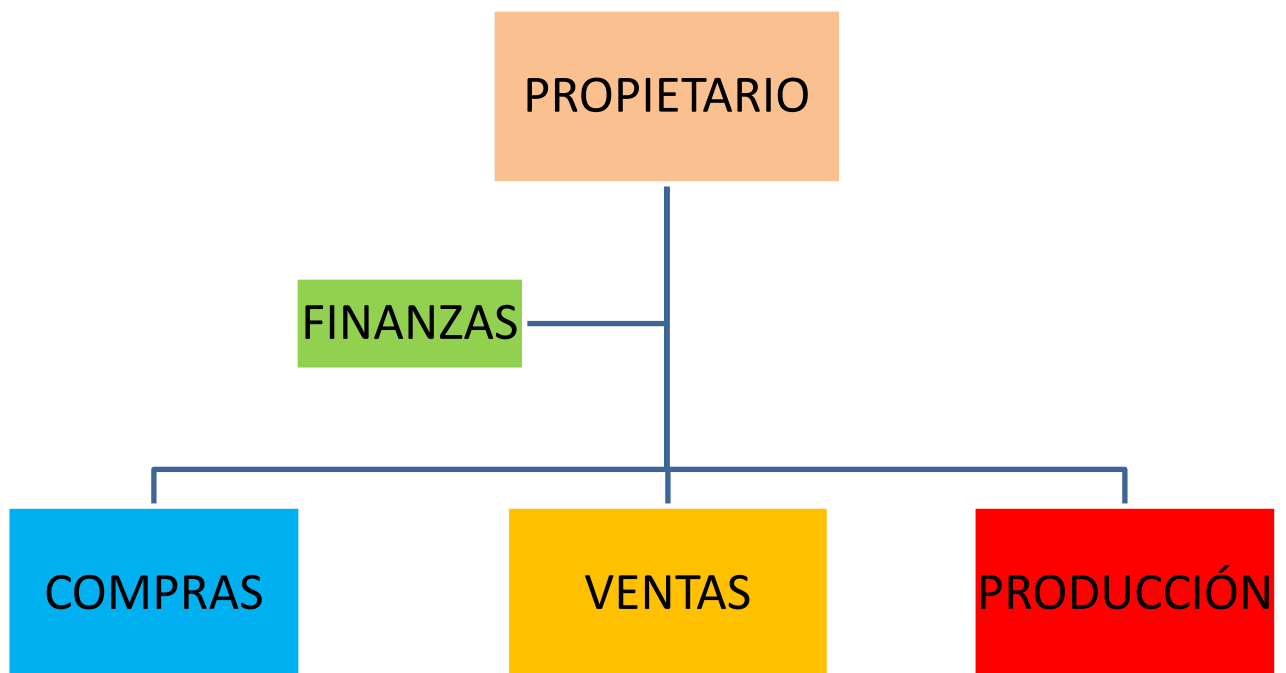 PROPIETARIO
FINANZAS
COMPRAS
VENTAS
PRODUCCIÓN